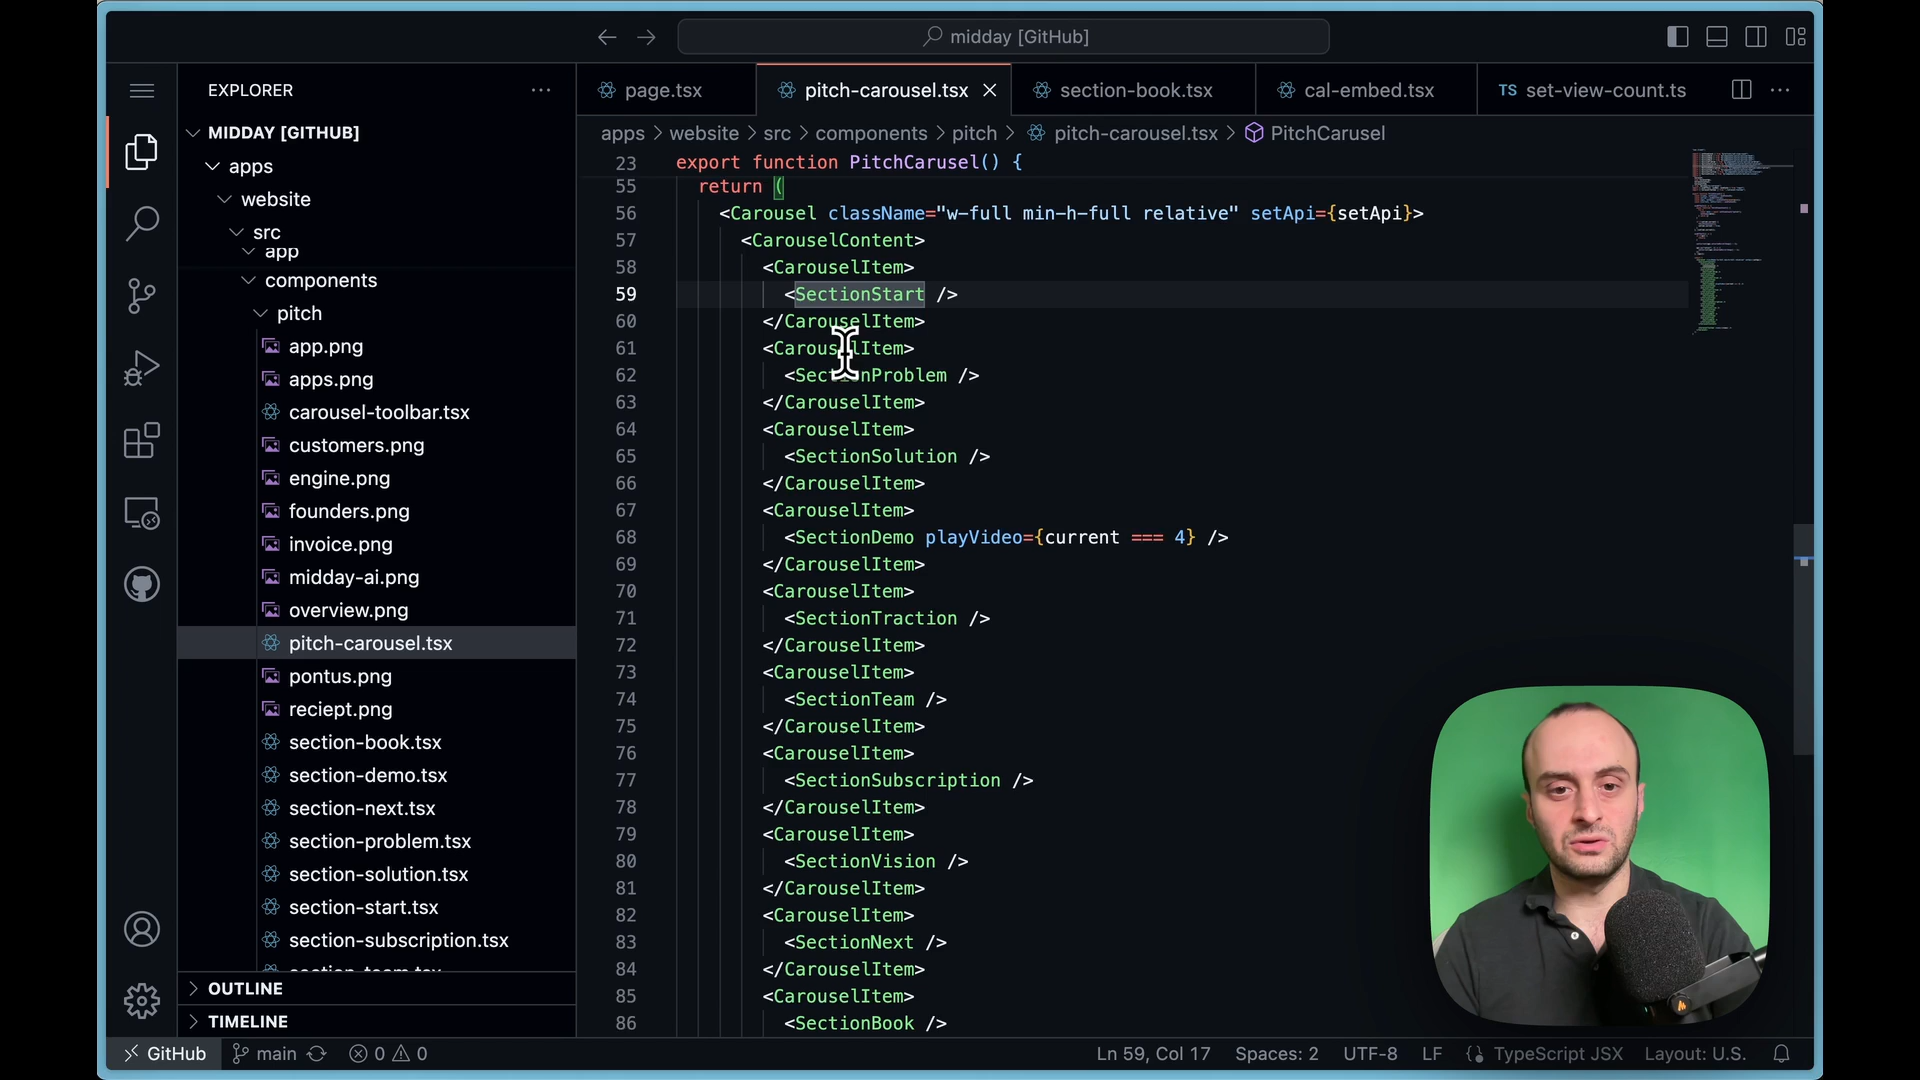 midday [GitHub]
EXPLORER
page.tsx
pitch-carousel.tsx
section-book.tsx
cal-embed.tsx
TS set-view-count.ts
apps > website > src > components > pitch > pitch-carousel.tsx > PitchCarusel
MIDDAY [GITHUB]
apps
website
src
app
components
pitch
app.png
apps.png
carousel-toolbar.tsx
customers.png
engine.png
founders.png
invoice.png
midday-ai.png
overview.png
pitch-carousel.tsx
pontus.png
reciept.png
section-book.tsx
section-demo.tsx
section-next.tsx
section-problem.tsx
section-solution.tsx
section-start.tsx
section-subscription.tsx
section-team.tsx
OUTLINE
TIMELINE
23 export function PitchCarusel() {
55 return (
56 <Carousel className="w-full min-h-full relative" setApi={setApi}>
57 <CarouselContent>
58 <CarouselItem>
59 <SectionStart />
60 </CarouselItem>
61 <CarouselItem>
62 <SectionProblem />
63 </CarouselItem>
64 <CarouselItem>
65 <SectionSolution />
66 </CarouselItem>
67 <CarouselItem>
68 <SectionDemo playVideo={current === 4} />
69 </CarouselItem>
70 <CarouselItem>
71 <SectionTraction />
72 </CarouselItem>
73 <CarouselItem>
74 <SectionTeam />
75 </CarouselItem>
76 <CarouselItem>
77 <SectionSubscription />
78 </CarouselItem>
79 <CarouselItem>
80 <SectionVision />
81 </CarouselItem>
82 <CarouselItem>
83 <SectionNext />
84 </CarouselItem>
85 <CarouselItem>
86 <SectionBook />
GitHub main 0 0 Ln 59, Col 17 Spaces: 2 UTF-8 LF TypeScript JSX Layout: U.S.